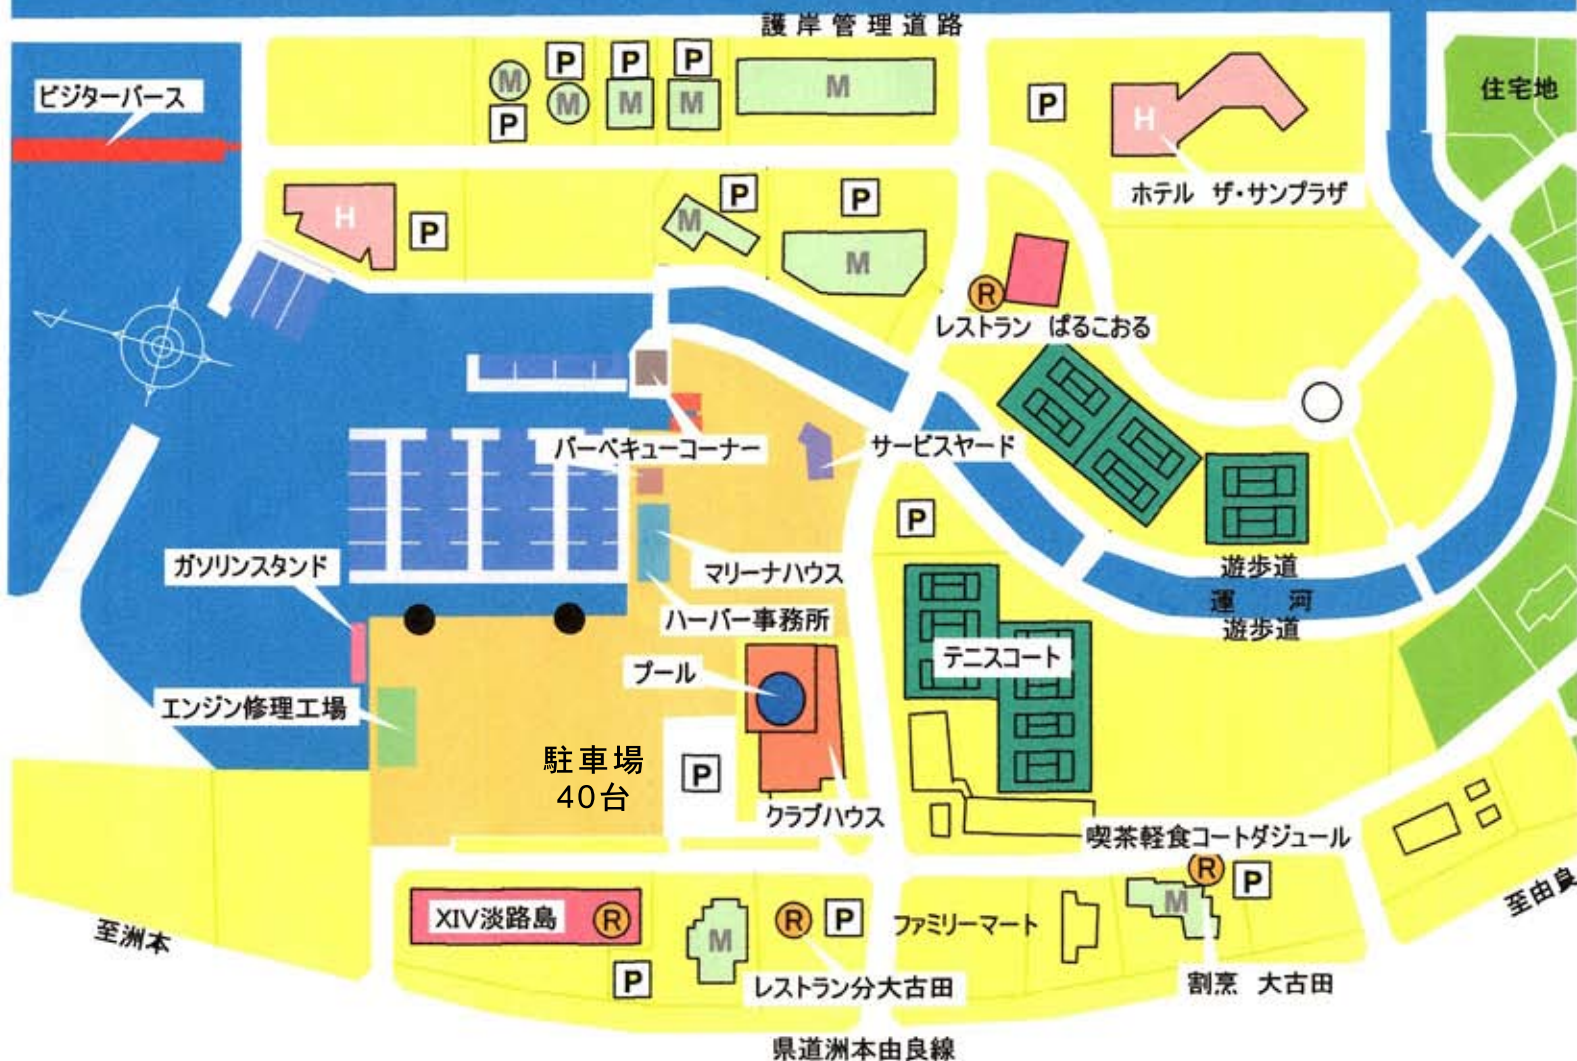 護岸管理道路
M
P
P
P
M
M
M
M
P
P
H
住宅地
ビジターバース
ホテル ザ・サンプラザ
H
P
P
M
P
M
R
レストラン ぱるこおる
バーベキューコーナー
サービスヤード
P
ガソリンスタンド
マリーナハウス
遊歩道
運 河
遊歩道
ハーバー事務所
テニスコート
プール
エンジン修理工場
駐車場
40台
P
クラブハウス
喫茶軽食コートダジュール
R
P
至由良
至洲本
XIV淡路島
R
M
R
P
ファミリーマート
M
P
レストラン分大古田
割烹 大古田
県道洲本由良線